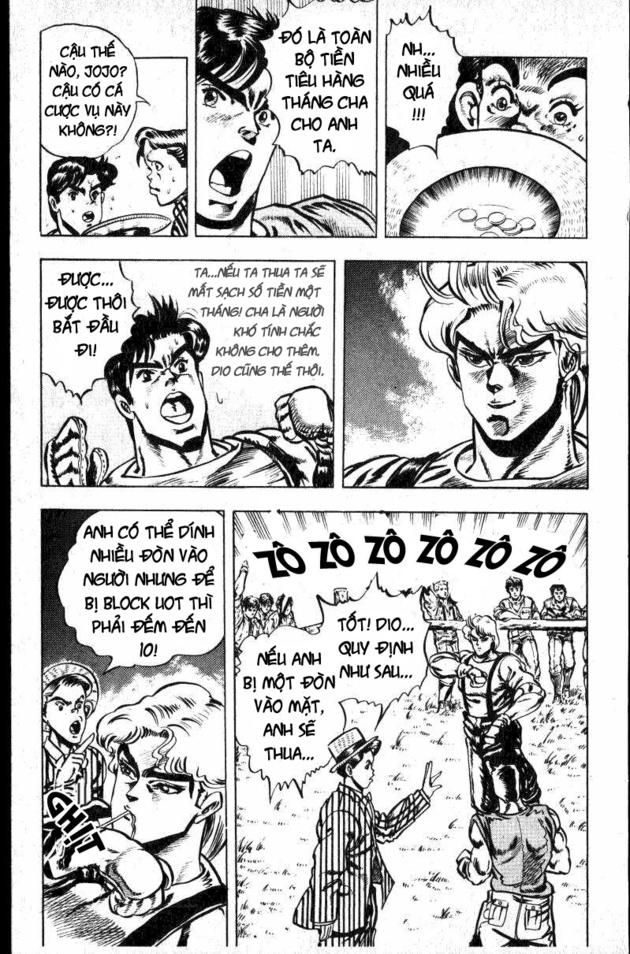 NH...
NHIỀU
QUÁ
!!!
ĐÓ LÀ TOÀN
BỘ TIỀN
TIÊU HÀNG
THÁNG CHA
CHO ANH
TA.
CẬU THẾ
NÀO, JOJO?
CẬU CÓ CÁ
CƯỢC VỤ NÀY
KHÔNG?!
TA...NẾU TA THUA TA SẼ
MẤT SẠCH SỐ TIỀN MỘT
THÁNG! CHA LÀ NGƯỜI
KHÓ TÍNH CHẮC
KHÔNG CHO THÊM.
DIO CŨNG THẾ THÔI.
ĐƯỢC...
ĐƯỢC THÔI
BẮT ĐẦU
ĐI!
ZÔ ZÔ ZÔ ZÔ ZÔ ZÔ
TỐT! DIO...
QUY ĐỊNH
NHƯ SAU...
NẾU ANH
BỊ MỘT ĐÒN
VÀO MẶT,
ANH SẼ
THUA...
ANH CÓ THỂ DÍNH
NHIỀU ĐÒN VÀO
NGƯỜI NHƯNG ĐỂ
BỊ BLOCK UOT THÌ
PHẢI ĐẾM ĐẾN
10!
GHỊT